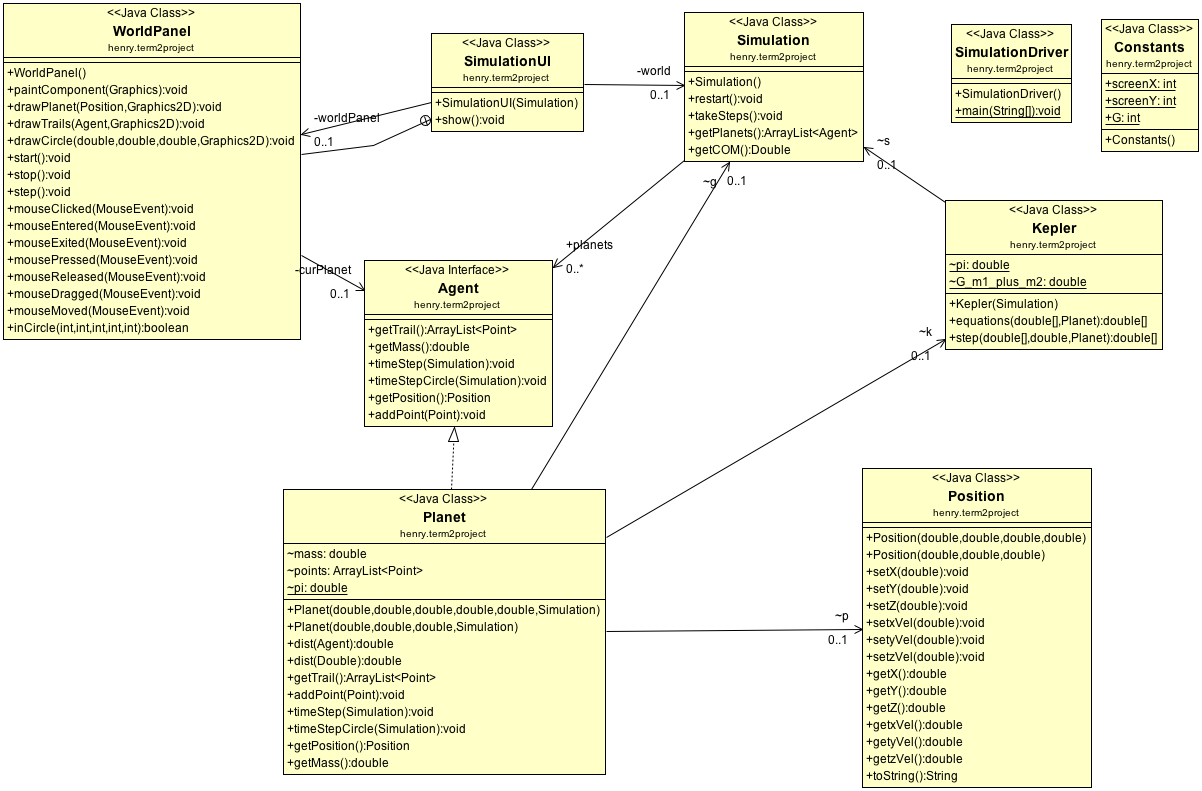 <<Java Class>>
WorldPanel
henry.term2project
+WorldPanel()
+paintComponent(Graphics):void
+drawPlanet(Position,Graphics2D):void
+drawTrails(Agent,Graphics2D):void
+drawCircle(double,double,double,Graphics2D):void
+start():void
+stop():void
+step():void
+mouseClicked(MouseEvent):void
+mouseEntered(MouseEvent):void
+mouseExited(MouseEvent):void
+mousePressed(MouseEvent):void
+mouseReleased(MouseEvent):void
+mouseDragged(MouseEvent):void
+mouseMoved(MouseEvent):void
+inCircle(int,int,int,int,int):boolean
<<Java Class>>
SimulationUI
henry.term2project
+SimulationUI(Simulation)
+show():void
-worldPanel
0..1
-world
0..1
<<Java Class>>
Simulation
henry.term2project
+Simulation()
+restart():void
+takeSteps():void
+getPlanets():ArrayList<Agent>
+getCOM():Double
<<Java Class>>
SimulationDriver
henry.term2project
+SimulationDriver()
+main(String[]):void
<<Java Class>>
Constants
henry.term2project
+screenX: int
+screenY: int
+G: int
+Constants()
~s
0..1
~g
0..1
<<Java Class>>
Kepler
henry.term2project
~pi: double
~G_m1_plus_m2: double
+Kepler(Simulation)
+equations(double[],Planet):double[]
+step(double[],double,Planet):double[]
+planets
0..*
-curPlanet
0..1
<<Java Interface>>
Agent
henry.term2project
+getTrail():ArrayList<Point>
+getMass():double
+timeStep(Simulation):void
+timeStepCircle(Simulation):void
+getPosition():Position
+addPoint(Point):void
~k
0..1
<<Java Class>>
Planet
henry.term2project
~mass: double
~points: ArrayList<Point>
~pi: double
+Planet(double,double,double,double,double,Simulation)
+Planet(double,double,double,Simulation)
+dist(Agent):double
+dist(Double):double
+getTrail():ArrayList<Point>
+addPoint(Point):void
+timeStep(Simulation):void
+timeStepCircle(Simulation):void
+getPosition():Position
+getMass():double
~p
0..1
<<Java Class>>
Position
henry.term2project
+Position(double,double,double,double)
+Position(double,double,double)
+setX(double):void
+setY(double):void
+setZ(double):void
+setxVel(double):void
+setyVel(double):void
+setzVel(double):void
+getX():double
+getY():double
+getZ():double
+getxVel():double
+getyVel():double
+getzVel():double
+toString():String